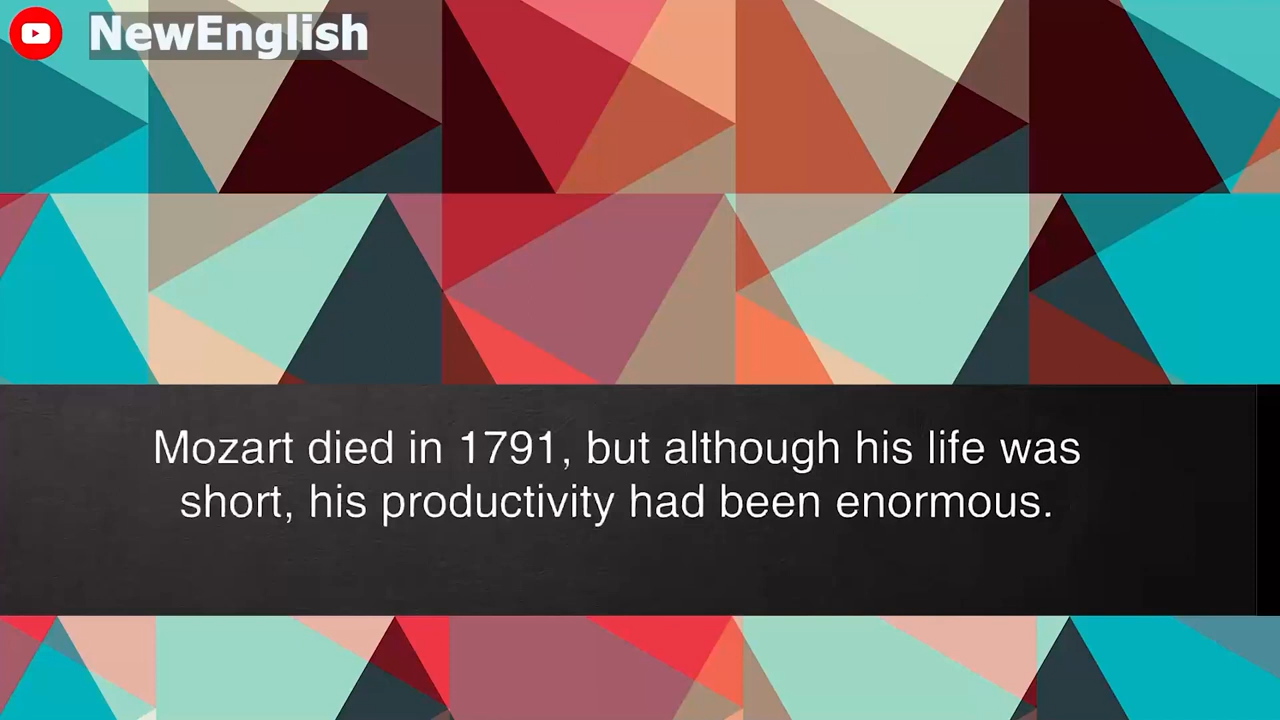 NewEnglish
Mozart died in 1791, but although his life was
short, his productivity had been enormous.